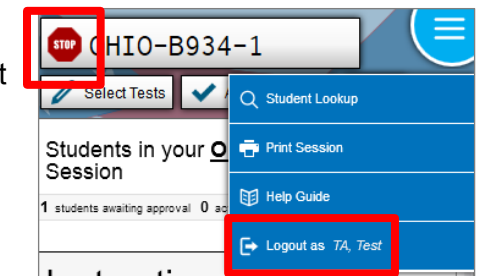 STOP OHIO-B934-1
t
Select Tests
Student Lookup
Students in your O
Print Session
Session
1 students awaiting approval 0 ac
Help Guide
Logout as TA, Test